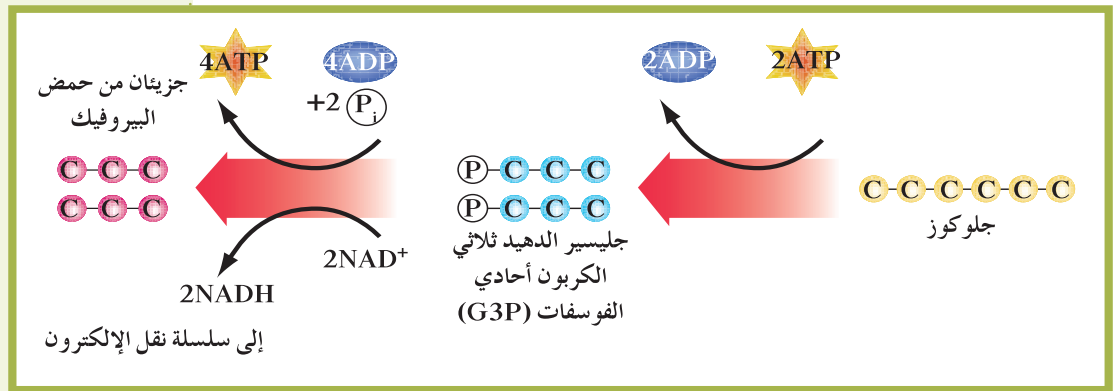 2ATP
2ADP
C-C-C-C-C-C
جلوكوز
P-C-C-C
P-C-C-C
جليسير الدهيد ثلاثي
الكربون أحادي
الفوسفات (G3P)
4ADP
+2 Pi
4ATP
2NAD+
2NADH
إلى سلسلة نقل الإلكترون
جزيئان من حمض
البيروفيك
C-C-C
C-C-C